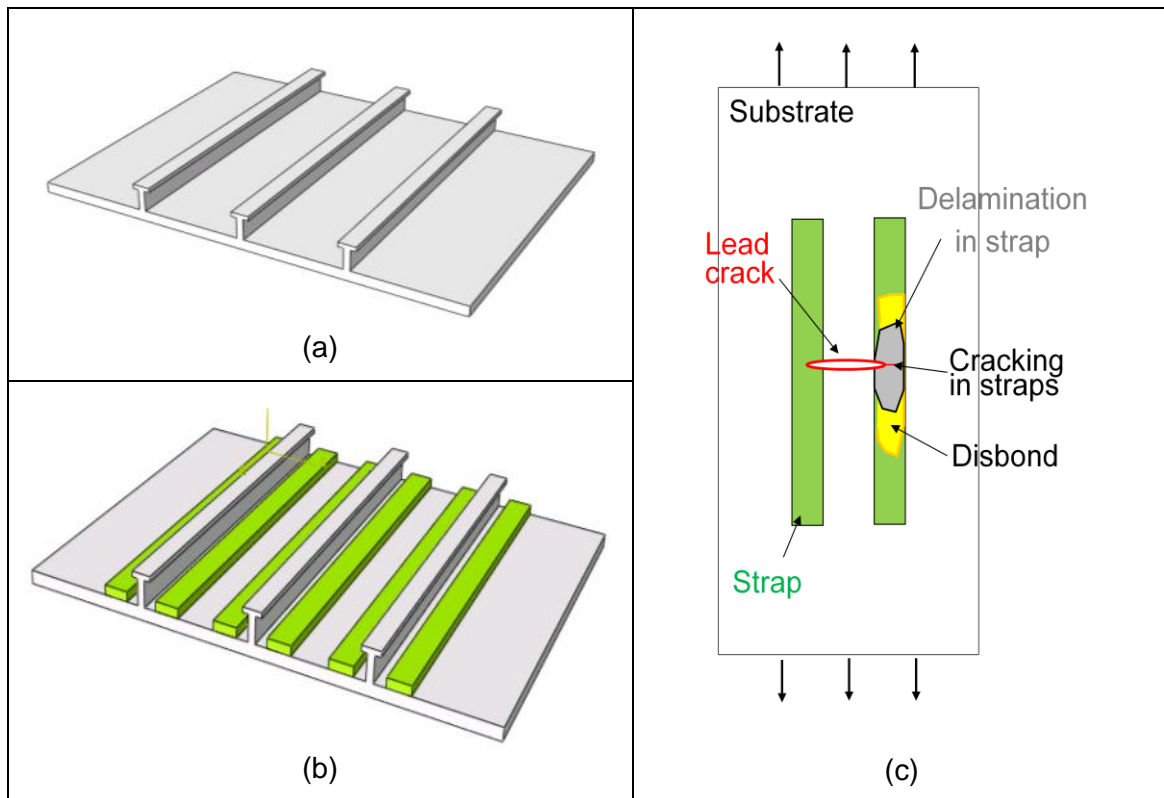 (a)
(b)
Substrate
Delamination
in strap
Lead
crack
Cracking
in straps
Disbond
Strap
(c)